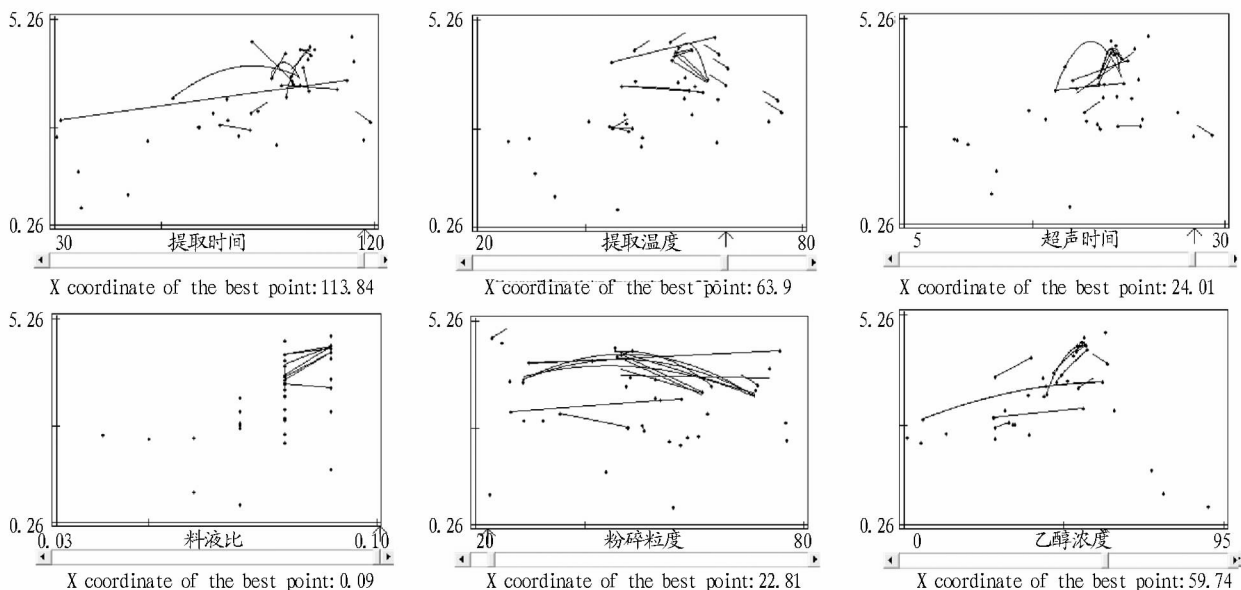 5.26
0.26
30
提取时间
120
X coordinate of the best point:113.84
5.26
0.26
20
提取温度
80
X coordinate of the best point:63.9
5.26
0.26
5
超声时间
30
X coordinate of the best point:24.01
5.26
0.26
0.03
料液比
0.10
X coordinate of the best point:0.09
5.26
0.26
20
粉碎粒度
80
X coordinate of the best point:22.81
5.26
0.26
0
乙醇浓度
95
X coordinate of the best point:59.74